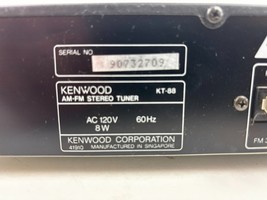 SERIAL NO
90732709
KENWOOD
AM-FM STEREO TUNER KT-88
AC 120V 60Hz
8W
KENWOOD CORPORATION
MANUFACTURED IN SINGAPORE
FM